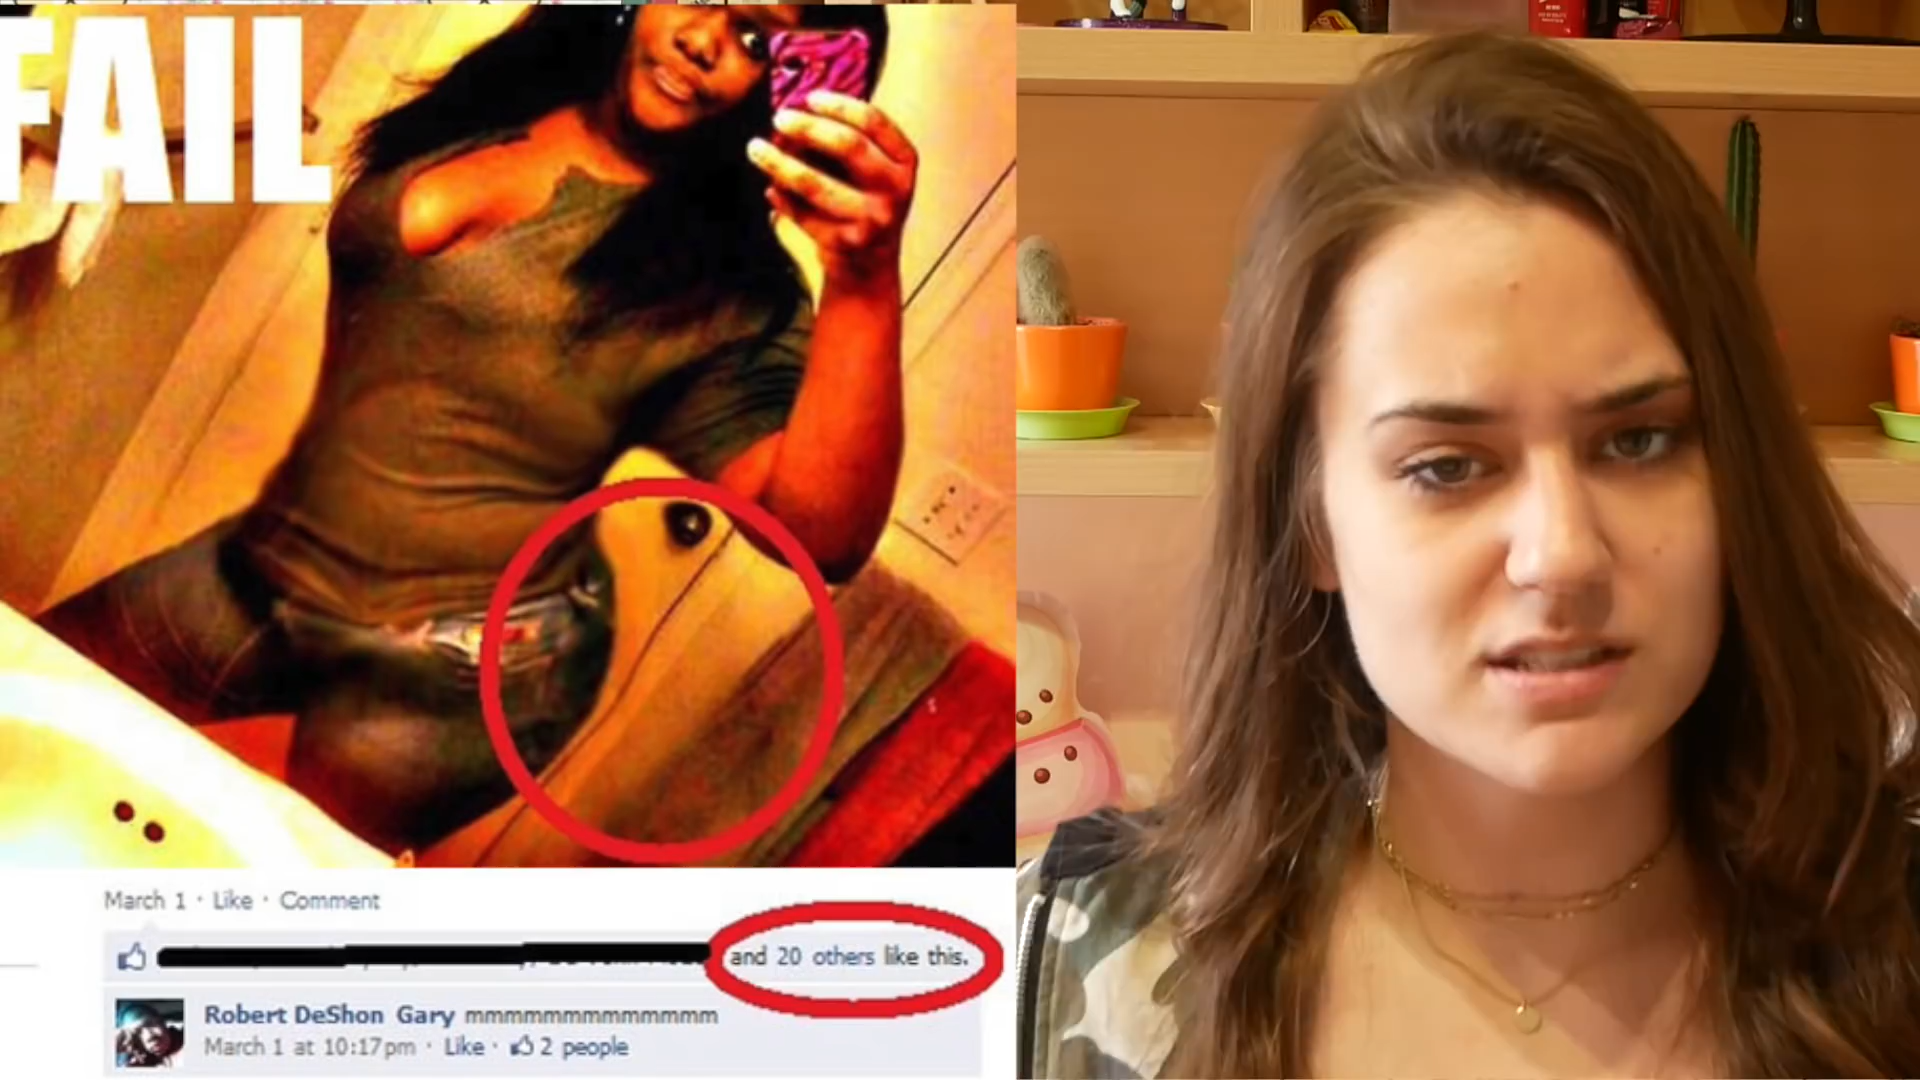 FAIL
March 1 · Like · Comment
and 20 others like this.
Robert DeShon Gary mmmmmmmmmmmmm
March 1 at 10:17pm · Like · 2 people